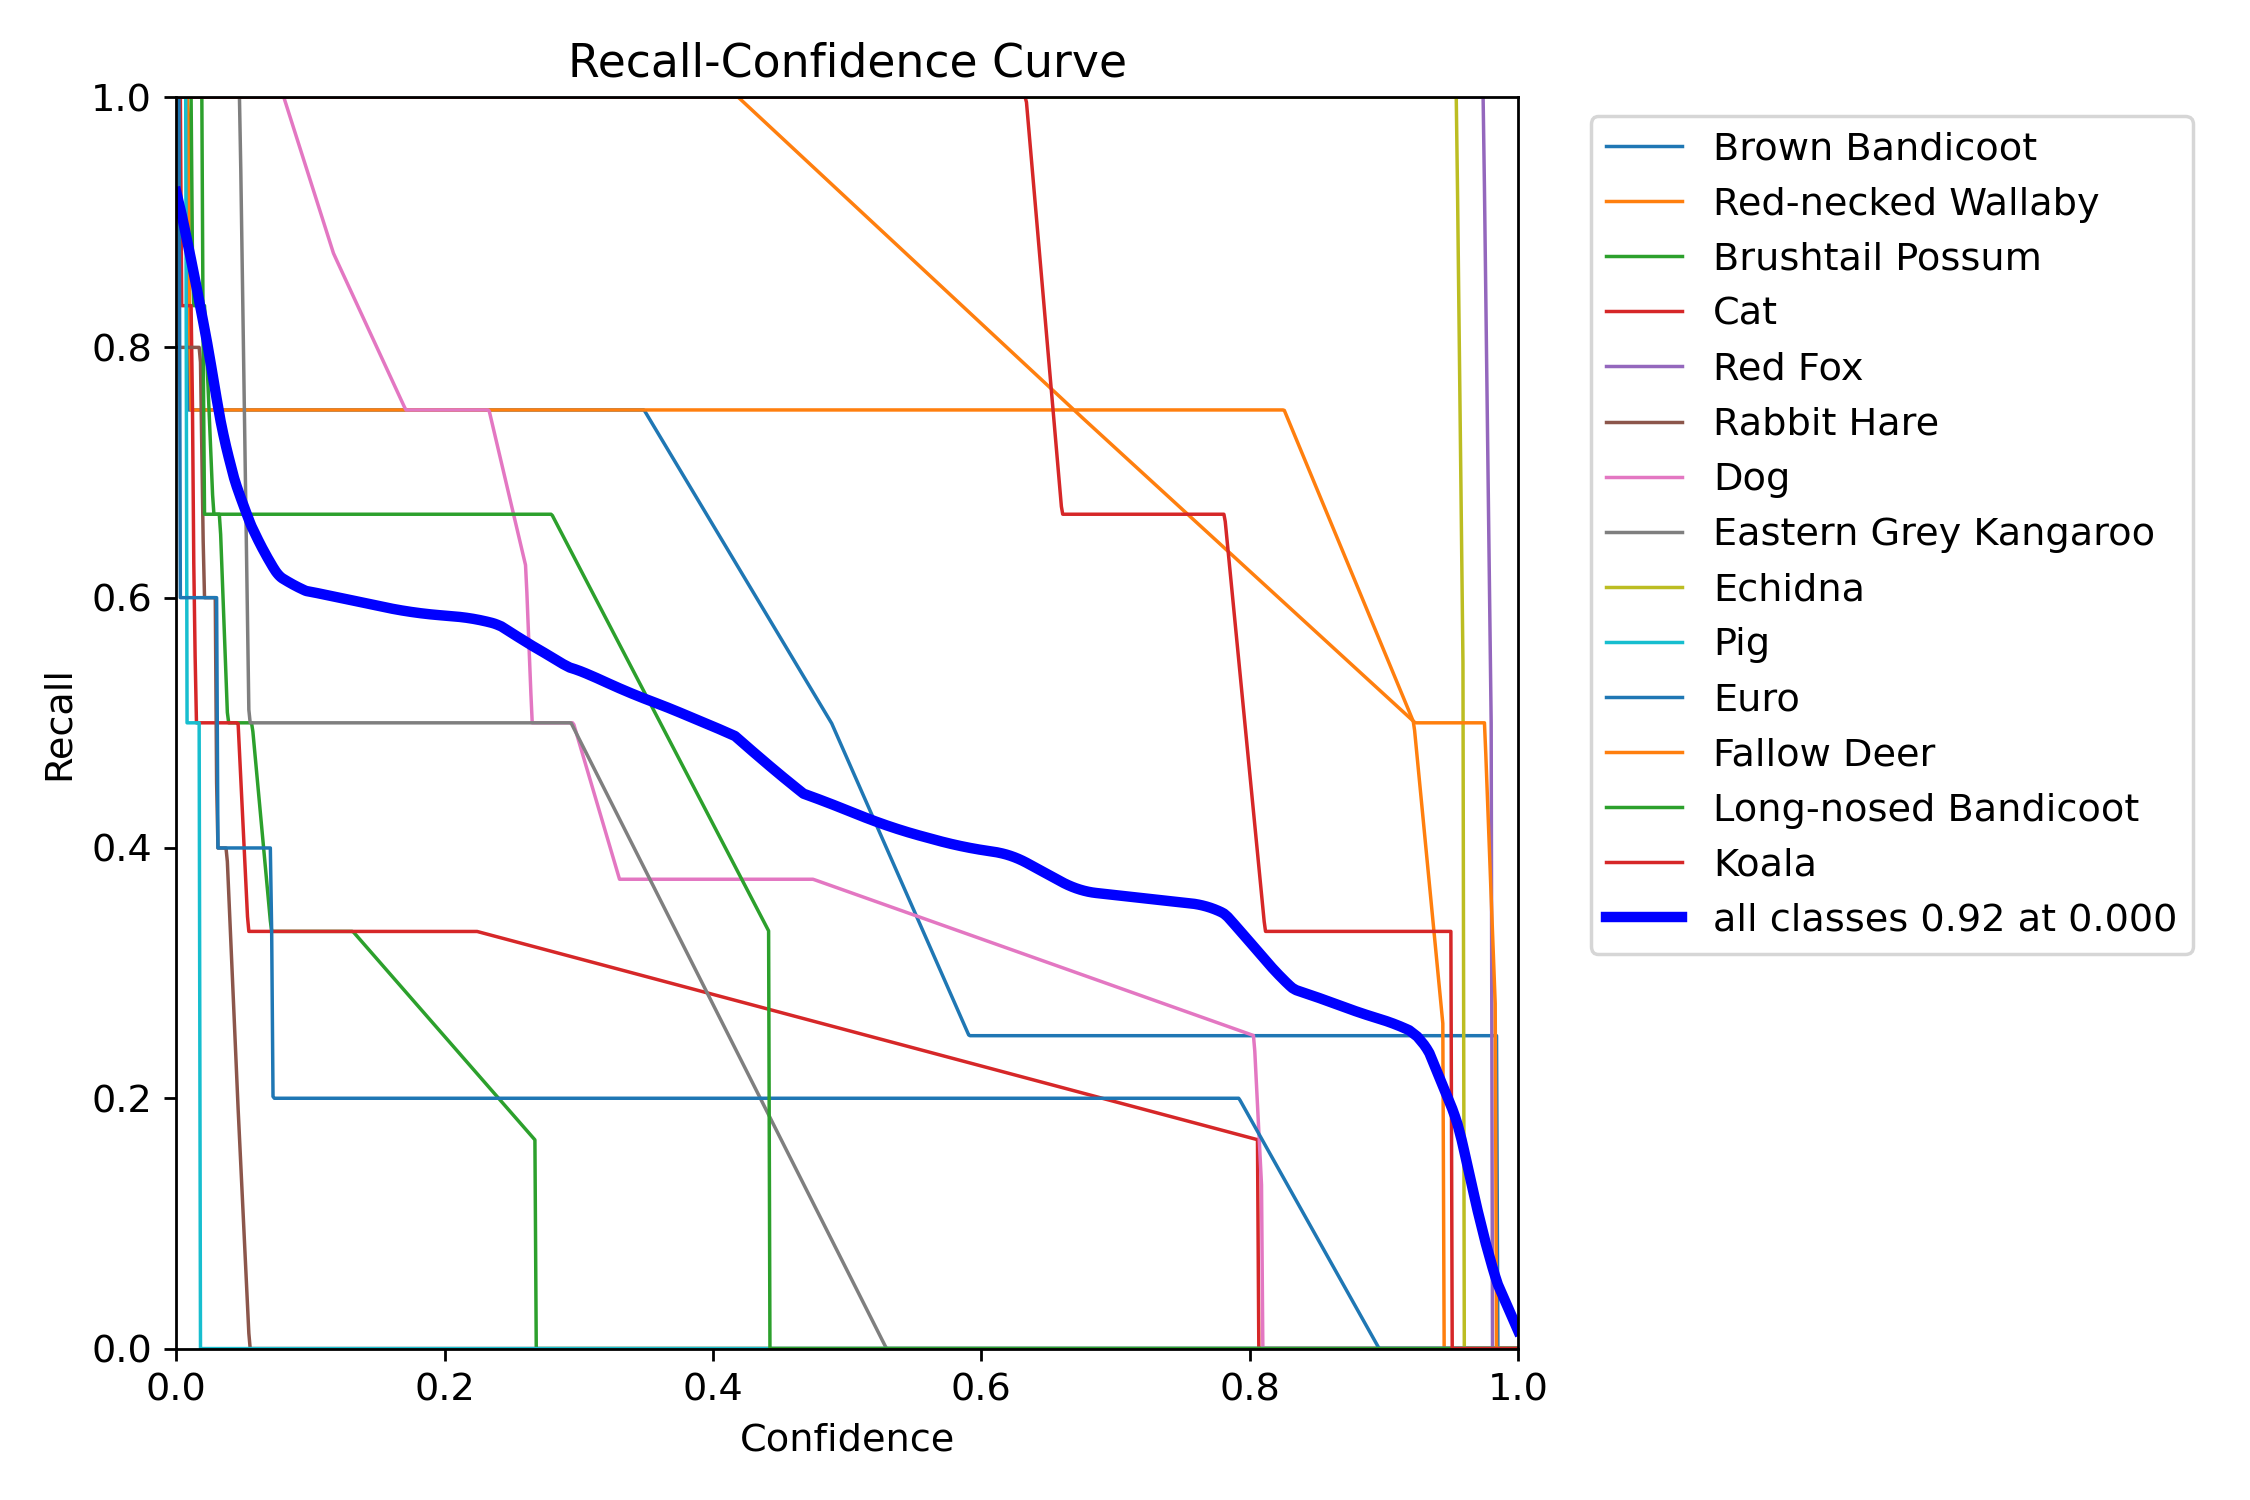 Recall-Confidence Curve
1.0
0.8
0.6
0.4
0.2
0.0
Recall
0.0 0.2 0.4 0.6 0.8 1.0
Confidence
Brown Bandicoot
Red-necked Wallaby
Brushtail Possum
Cat
Red Fox
Rabbit Hare
Dog
Eastern Grey Kangaroo
Echidna
Pig
Euro
Fallow Deer
Long-nosed Bandicoot
Koala
all classes 0.92 at 0.000